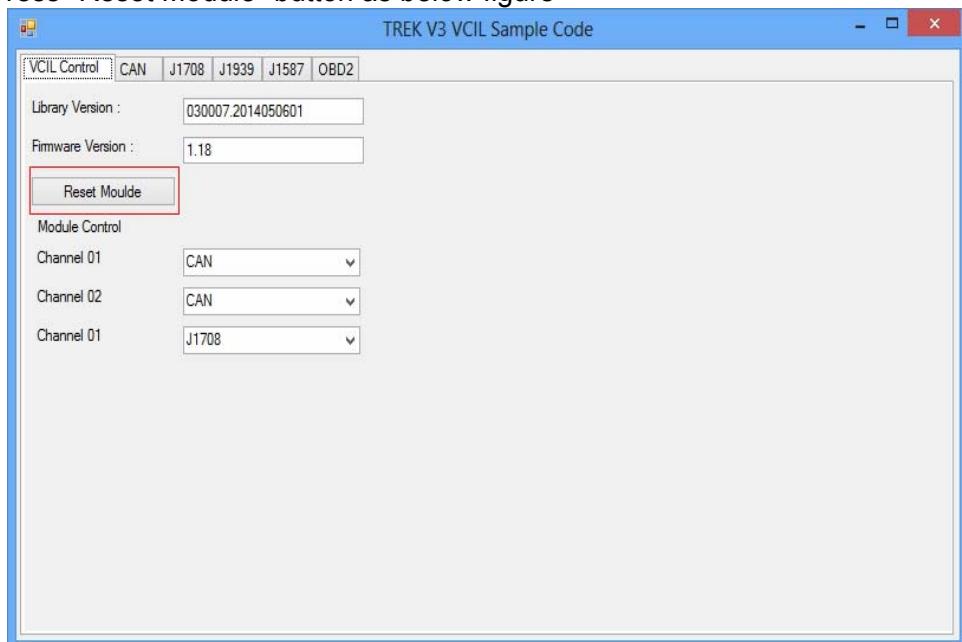 ress "Reset Module" button as below figure
TREK V3 VCIL Sample Code
VCIL Control CAN J1708 J1939 J1587 OBD2
Library Version : 030007.2014050601
Firmware Version : 1.18
Reset Moulde
Module Control
Channel 01 CAN
Channel 02 CAN
Channel 01 J1708